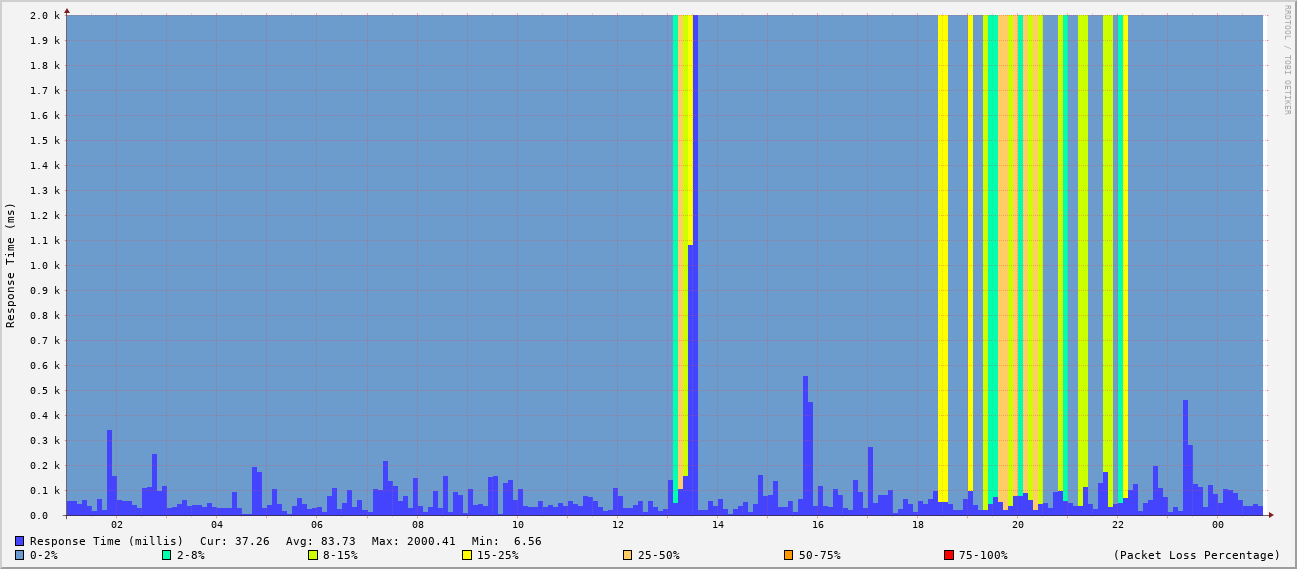 2.0 k
1.9 k
1.8 k
1.7 k
1.6 k
1.5 k
1.4 k
1.3 k
1.2 k
1.1 k
1.0 k
0.9 k
0.8 k
0.7 k
0.6 k
0.5 k
0.4 k
0.3 k
0.2 k
0.1 k
0.0
Response Time (ms)
RRDTOOL / TOBI OETIKER
02 04 06 08 10 12 14 16 18 20 22 00
Response Time (millis) Cur: 37.26 Avg: 83.73 Max: 2000.41 Min: 6.56
0-2% 2-8% 8-15% 15-25% 25-50% 50-75% 75-100% (Packet Loss Percentage)